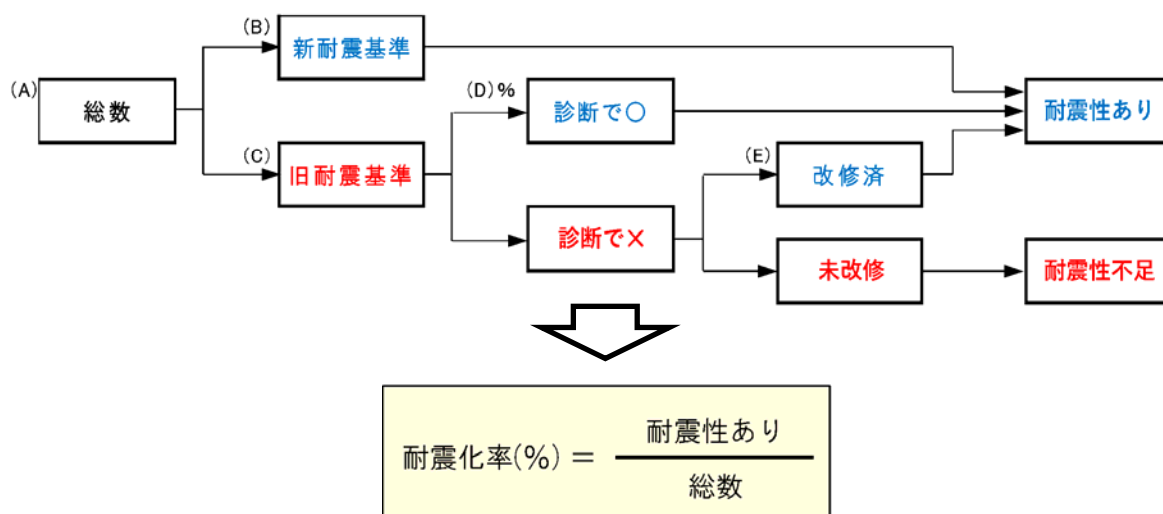 (A)
総数
(B)
新耐震基準
(C)
旧耐震基準
(D)%
診断で○
診断で×
(E)
改修済
未改修
耐震性あり
耐震性不足
耐震化率(%) = 耐震性あり
総数